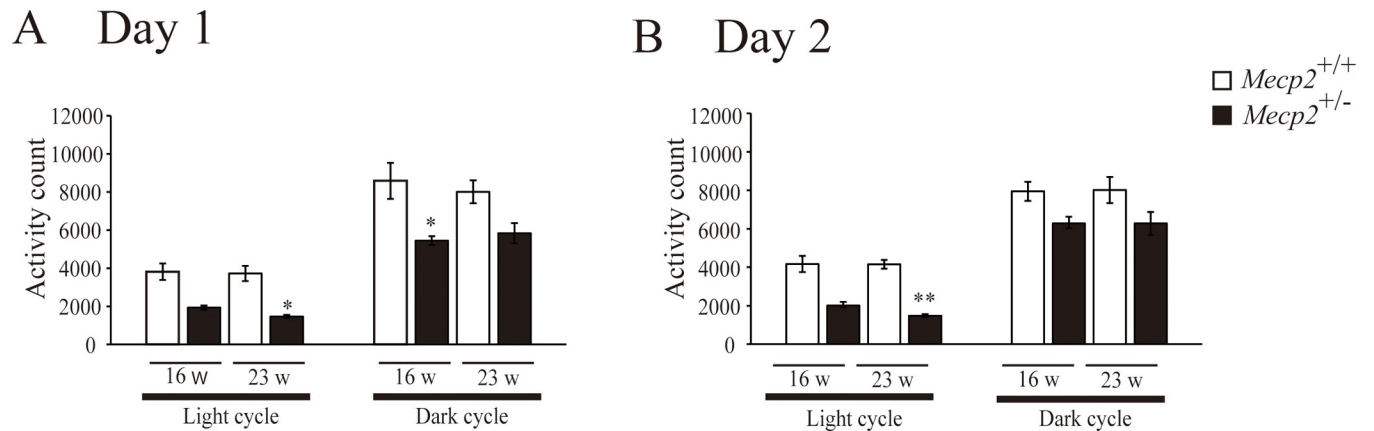 A Day 1
Activity count
12000
10000
8000
6000
4000
2000
0
*
*
16 w 23 w 16 w 23 w
Light cycle Dark cycle
B Day 2
Activity count
12000
10000
8000
6000
4000
2000
0
**
16 w 23 w 16 w 23 w
Light cycle Dark cycle
Mecp2+/+
Mecp2+/-